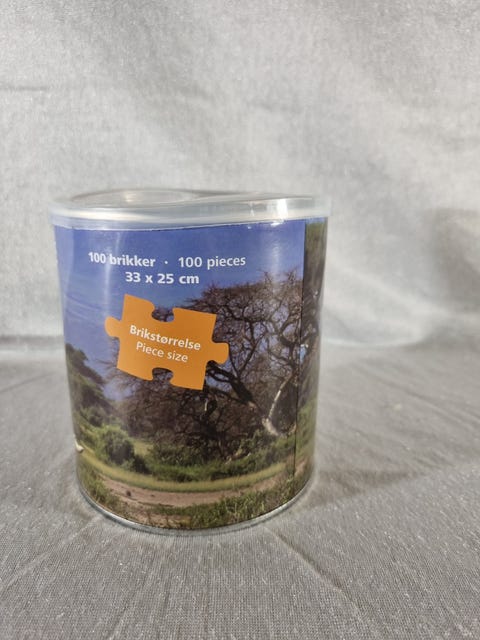 100 brikker · 100 pieces
33 x 25 cm
Brikstørrelse
Piece size